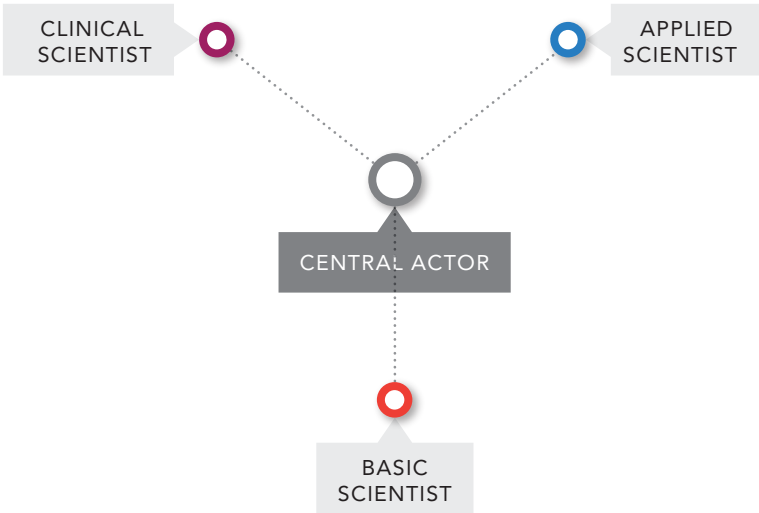 CLINICAL
SCIENTIST
APPLIED
SCIENTIST
CENTRAL ACTOR
BASIC
SCIENTIST